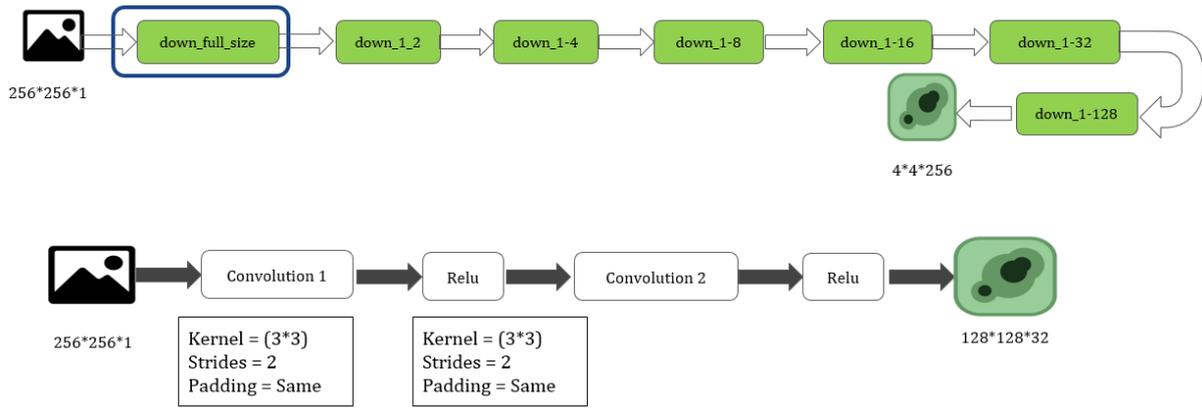 down_full_size
down_1_2
down_1-4
down_1-8
down_1-16
down_1-32
256*256*1
down_1-128
4*4*256
Convolution 1
Relu
Convolution 2
Relu
256*256*1
128*128*32
Kernel = (3*3)
Strides = 2
Padding = Same
Kernel = (3*3)
Strides = 2
Padding = Same